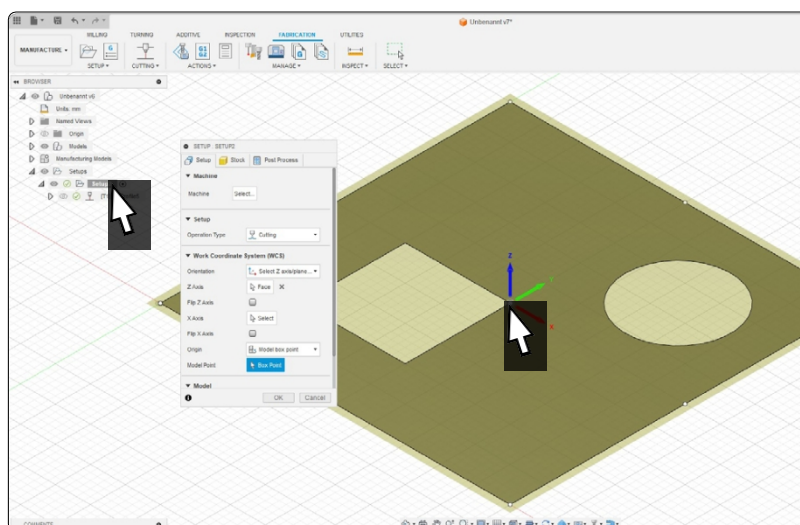 Unbenannt v7*
MILLING TURNING ADDITIVE INSPECTION FABRICATION UTILITIES
MANUFACTURE
SETUP CUTTING ACTIONS MANAGE INSPECT SELECT
BROWSER
Unbenannt v6
Units: mm
Named Views
Origin
Models
Manufacturing Models
Setups
SETUP : SETUP2
Setup Stock Post Process
Machine
Machine Select...
Setup
Operation Type Cutting
Work Coordinate System (WCS)
Orientation Select Z axis/plane...
Z Axis Face
Flip Z Axis
X Axis Select
Flip X Axis
Origin Model box point
Model Point Box Point
Model
OK Cancel
Z
Y
X
COMMENTS